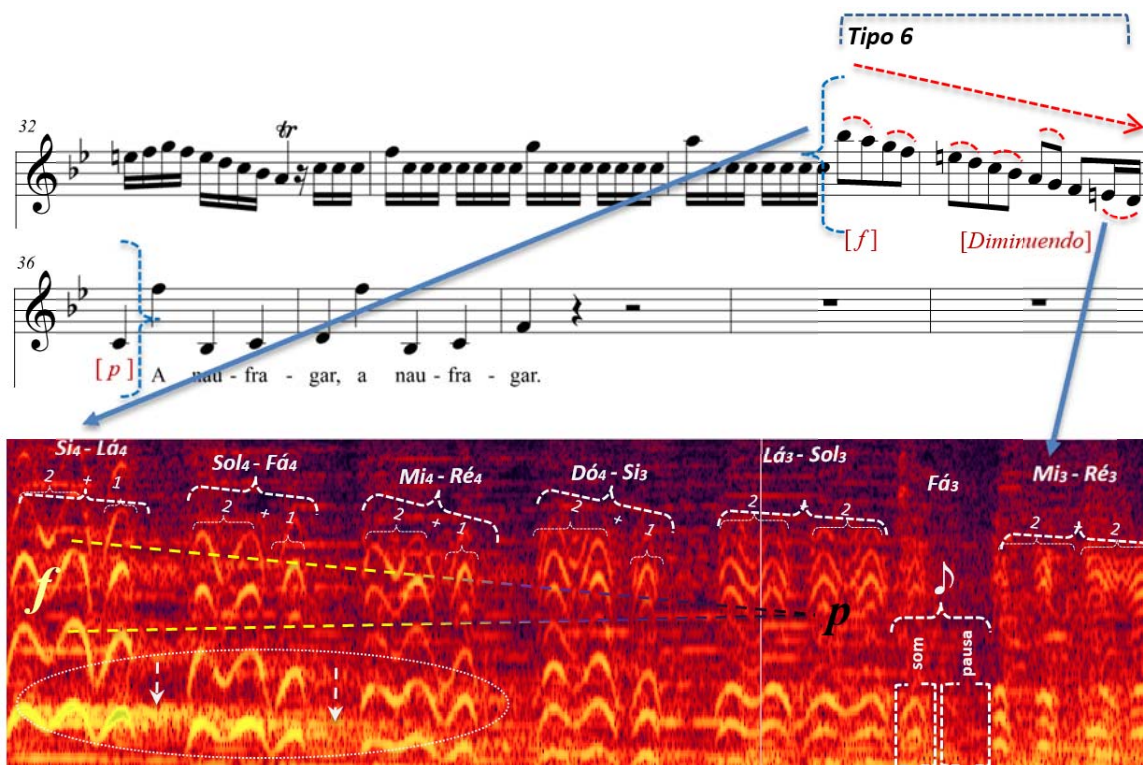 Tipo 6
32
tr
[ f ] [Diminuendo]
36
[ p ] A nau - fra - gar, a nau - fra - gar.
Si4 - Lá4 Sol4 - Fá4 Mi4 - Ré4 Dó4 - Si3 Lá3 - Sol3 Fá3 Mi3 - Ré3
2 + 1 2 + 1 2 + 1 2 + 1 2 + 2 2 + 2
f p
som pausa